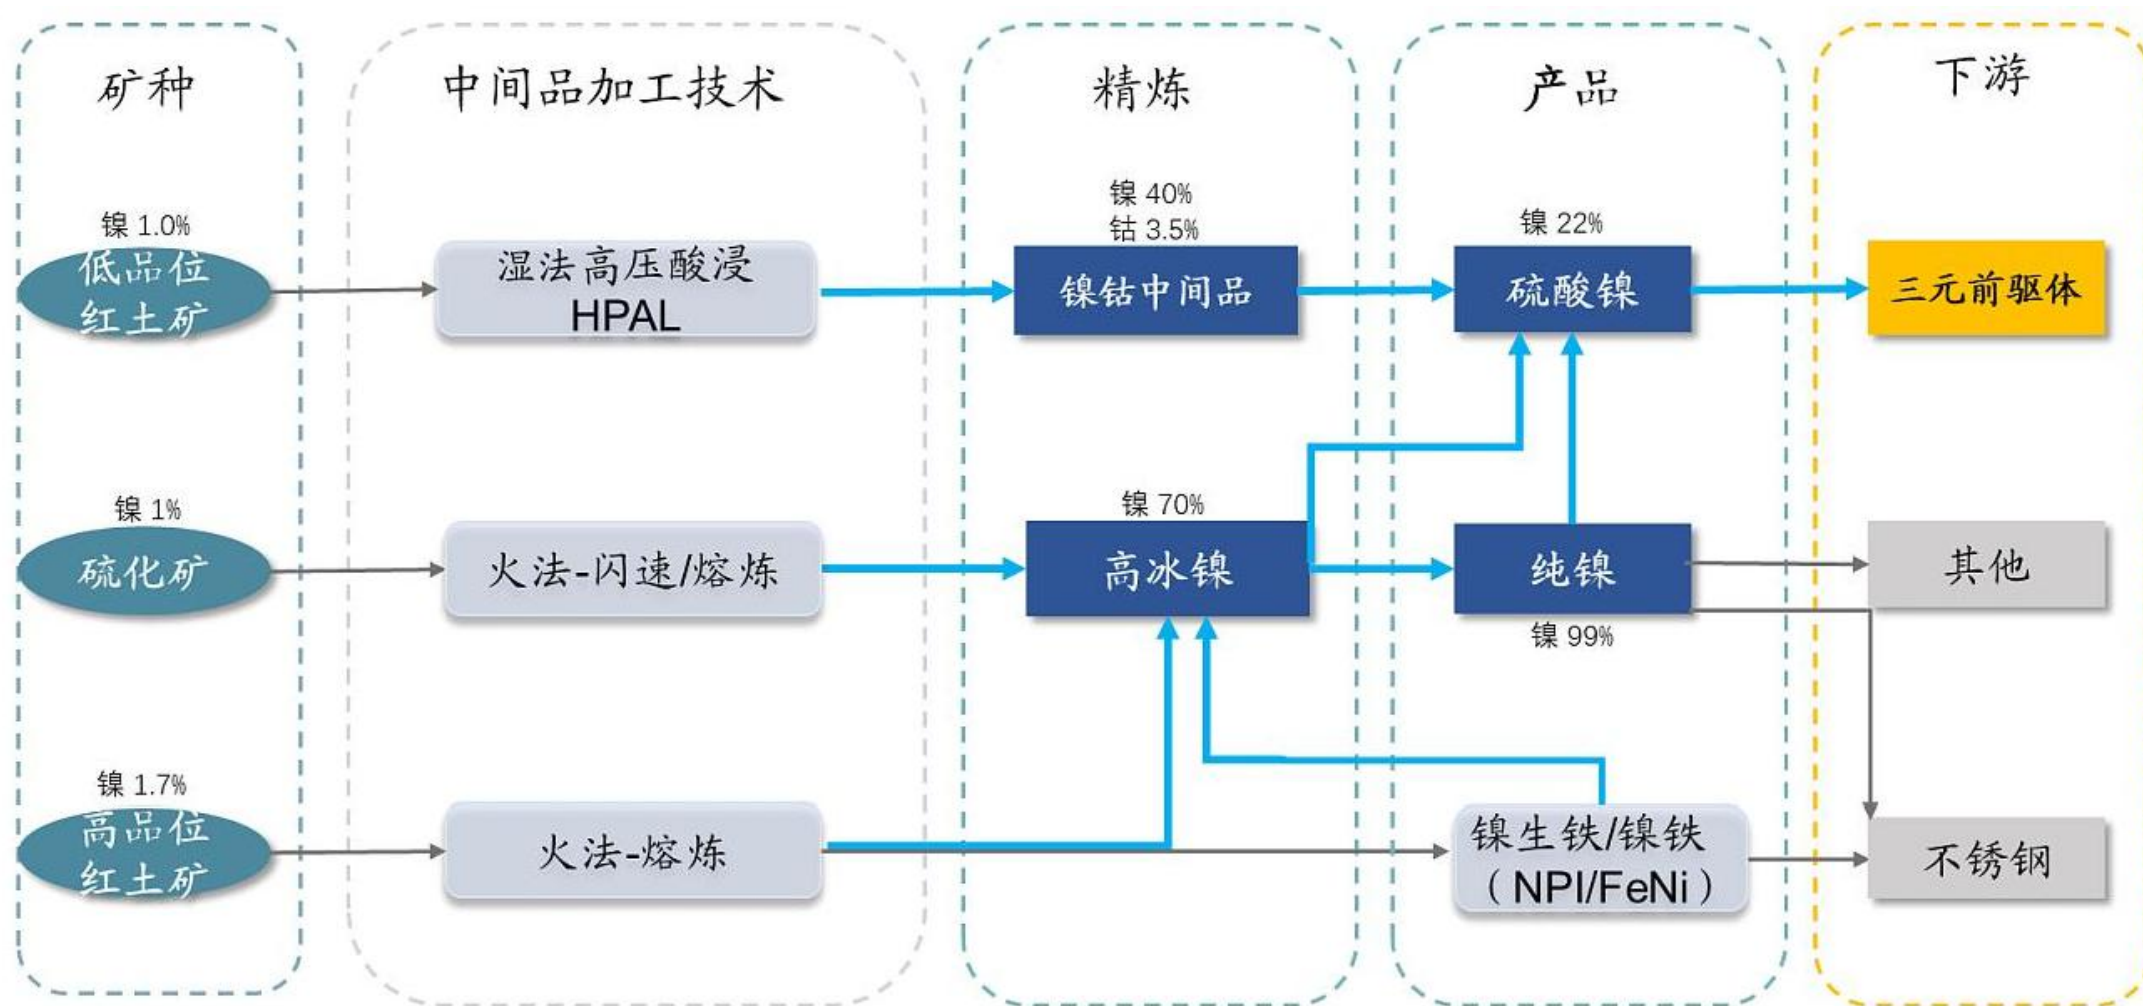 矿种
中间品加工技术
精炼
产品
下游
镍 1.0%
低品位
红土矿
湿法高压酸浸
HPAL
镍 40%
钴 3.5%
镍钴中间品
镍 22%
硫酸镍
三元前驱体
镍 1%
硫化矿
火法-闪速/熔炼
镍 70%
高冰镍
纯镍
镍 99%
其他
镍 1.7%
高品位
红土矿
火法-熔炼
镍生铁/镍铁
（NPI/FeNi）
不锈钢